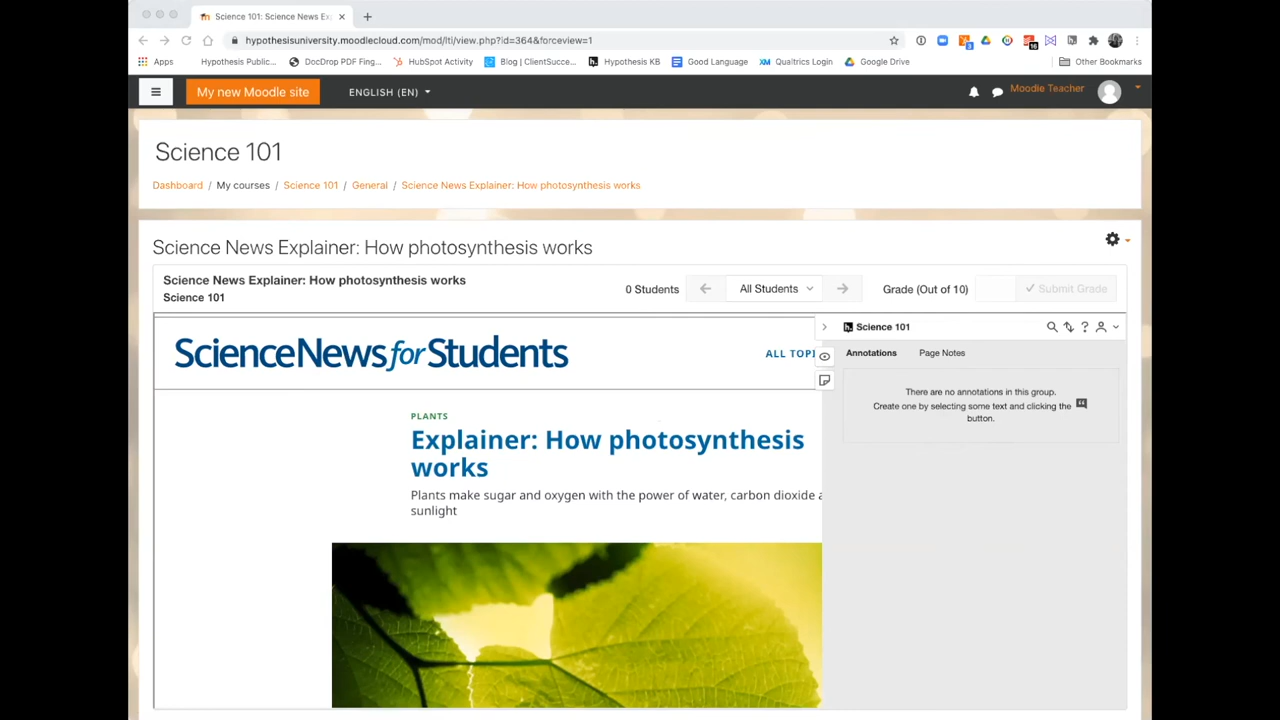 Science 101: Science News Ex
hypothesisuniversity.moodlecloud.com/mod/lti/view.php?id=364&forceview=1
Apps Hypothesis Public... DocDrop PDF Fing... HubSpot Activity Blog | ClientSucce... Hypothesis KB Good Language Qualtrics Login Google Drive Other Bookmarks
My new Moodle site ENGLISH (EN) Moodie Teacher
Science 101
Dashboard / My courses / Science 101 / General / Science News Explainer: How photosynthesis works
Science News Explainer: How photosynthesis works
Science News Explainer: How photosynthesis works
Science 101
0 Students All Students Grade (Out of 10) Submit Grade
ScienceNewsforStudents
ALL TOPI
Science 101
Annotations Page Notes
There are no annotations in this group.
Create one by selecting some text and clicking the
button.
PLANTS
Explainer: How photosynthesis
works
Plants make sugar and oxygen with the power of water, carbon dioxide a
sunlight